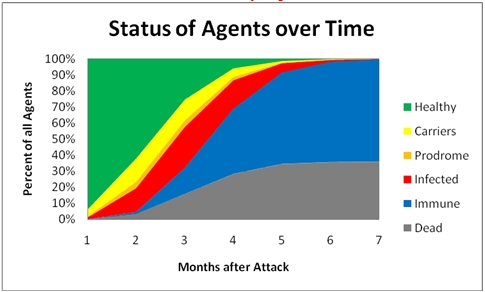 Status of Agents over Time
Percent of all Agents
100%
90%
80%
70%
60%
50%
40%
30%
20%
10%
0%
1 2 3 4 5 6 7
Months after Attack
Healthy
Carriers
Prodrome
Infected
Immune
Dead